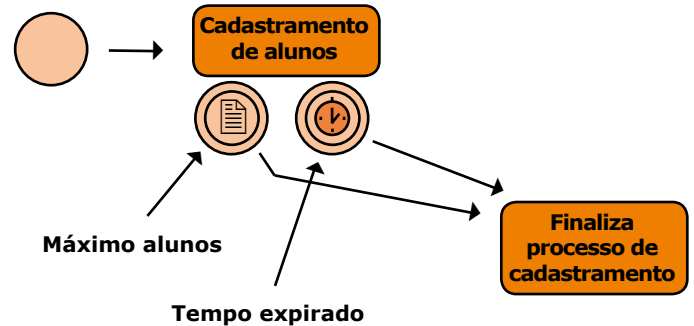 Cadastramento
de alunos
Máximo alunos
Tempo expirado
Finaliza
processo de
cadastramento